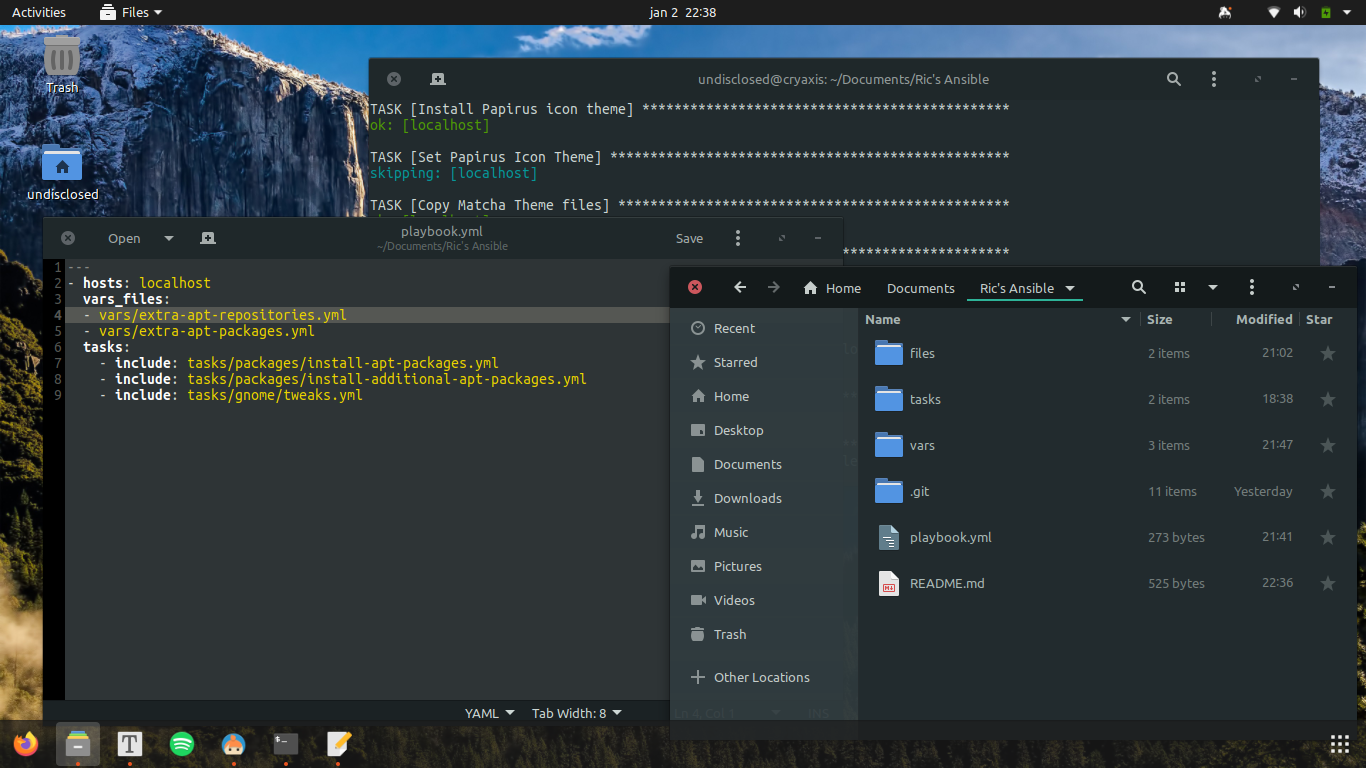 Activities
Files
jan 2 22:38
Trash
undisclosed
undisclosed@cryaxis: ~/Documents/Ric's Ansible
TASK [Install Papirus icon theme] **********************************************
ok: [localhost]
TASK [Set Papirus Icon Theme] **************************************************
skipping: [localhost]
TASK [Copy Matcha Theme files] *************************************************
*********************
Open
playbook.yml
~/Documents/Ric's Ansible
Save
1 ---
2 - hosts: localhost
3   vars_files:
4   - vars/extra-apt-repositories.yml
5   - vars/extra-apt-packages.yml
6   tasks:
7     - include: tasks/packages/install-apt-packages.yml
8     - include: tasks/packages/install-additional-apt-packages.yml
9     - include: tasks/gnome/tweaks.yml
YAML
Tab Width: 8
Ln 4, Col 1
INS
Home
Documents
Ric's Ansible
Recent
Starred
Home
Desktop
Documents
Downloads
Music
Pictures
Videos
Trash
Other Locations
Name Size Modified Star
files 2 items 21:02
tasks 2 items 18:38
vars 3 items 21:47
.git 11 items Yesterday
playbook.yml 273 bytes 21:41
README.md 525 bytes 22:36